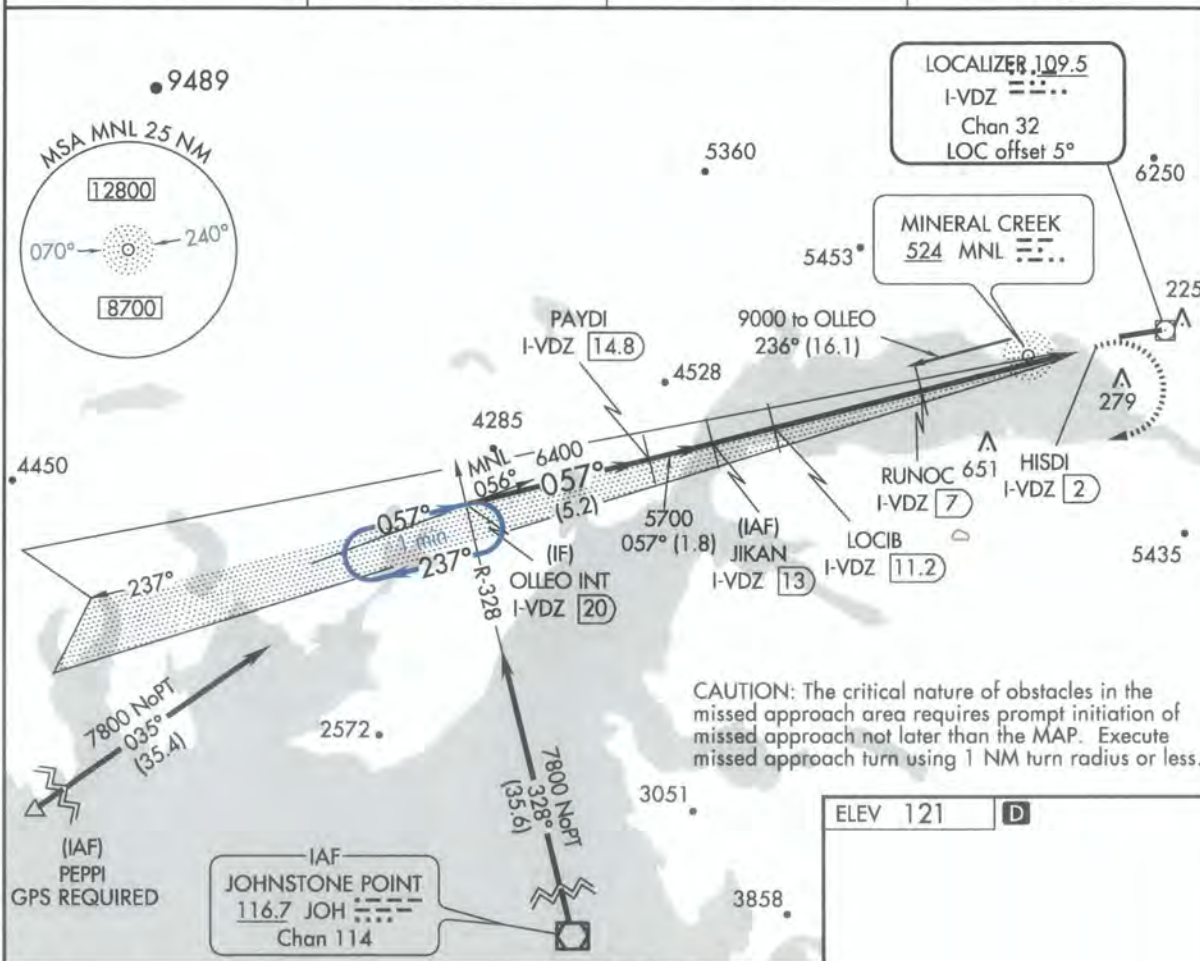 9489
MSA MNL 25 NM
12800
070°
240°
8700
LOCALIZER 109.5
I-VDZ
Chan 32
LOC offset 5°
6250
5360
MINERAL CREEK
524 MNL
5453
225
PAYDI
I-VDZ 14.8
9000 to OLLEO
236° (16.1)
4528
279
4285
MNL
056°
6400
057°
(5.2)
4450
RUNOC
I-VDZ 7
651
HISDI
I-VDZ 2
5700
057° (1.8)
(IAF)
JIKAN
I-VDZ 13
LOCIB
I-VDZ 11.2
5435
057°
1 min
237°
(IF)
OLLEO INT
I-VDZ 20
R-328
237°
7800 NoPT
035°
(35.4)
2572
7800 NoPT
328°
(35.6)
CAUTION: The critical nature of obstacles in the
missed approach area requires prompt initiation of
missed approach not later than the MAP. Execute
missed approach turn using 1 NM turn radius or less.
3051
ELEV 121 D
(IAF)
PEPPI
GPS REQUIRED
IAF
JOHNSTONE POINT
116.7 JOH
Chan 114
3858